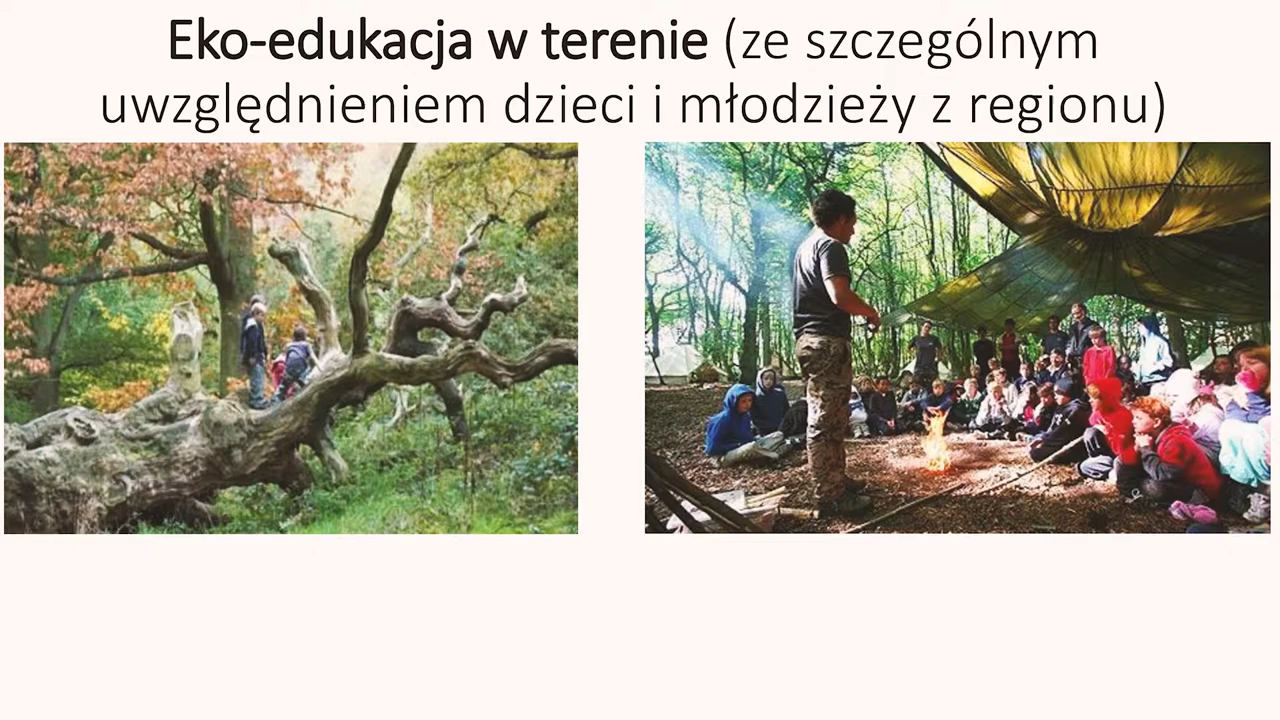 Eko-edukacja w terenie (ze szczególnym
uwzględnieniem dzieci i młodzieży z regionu)